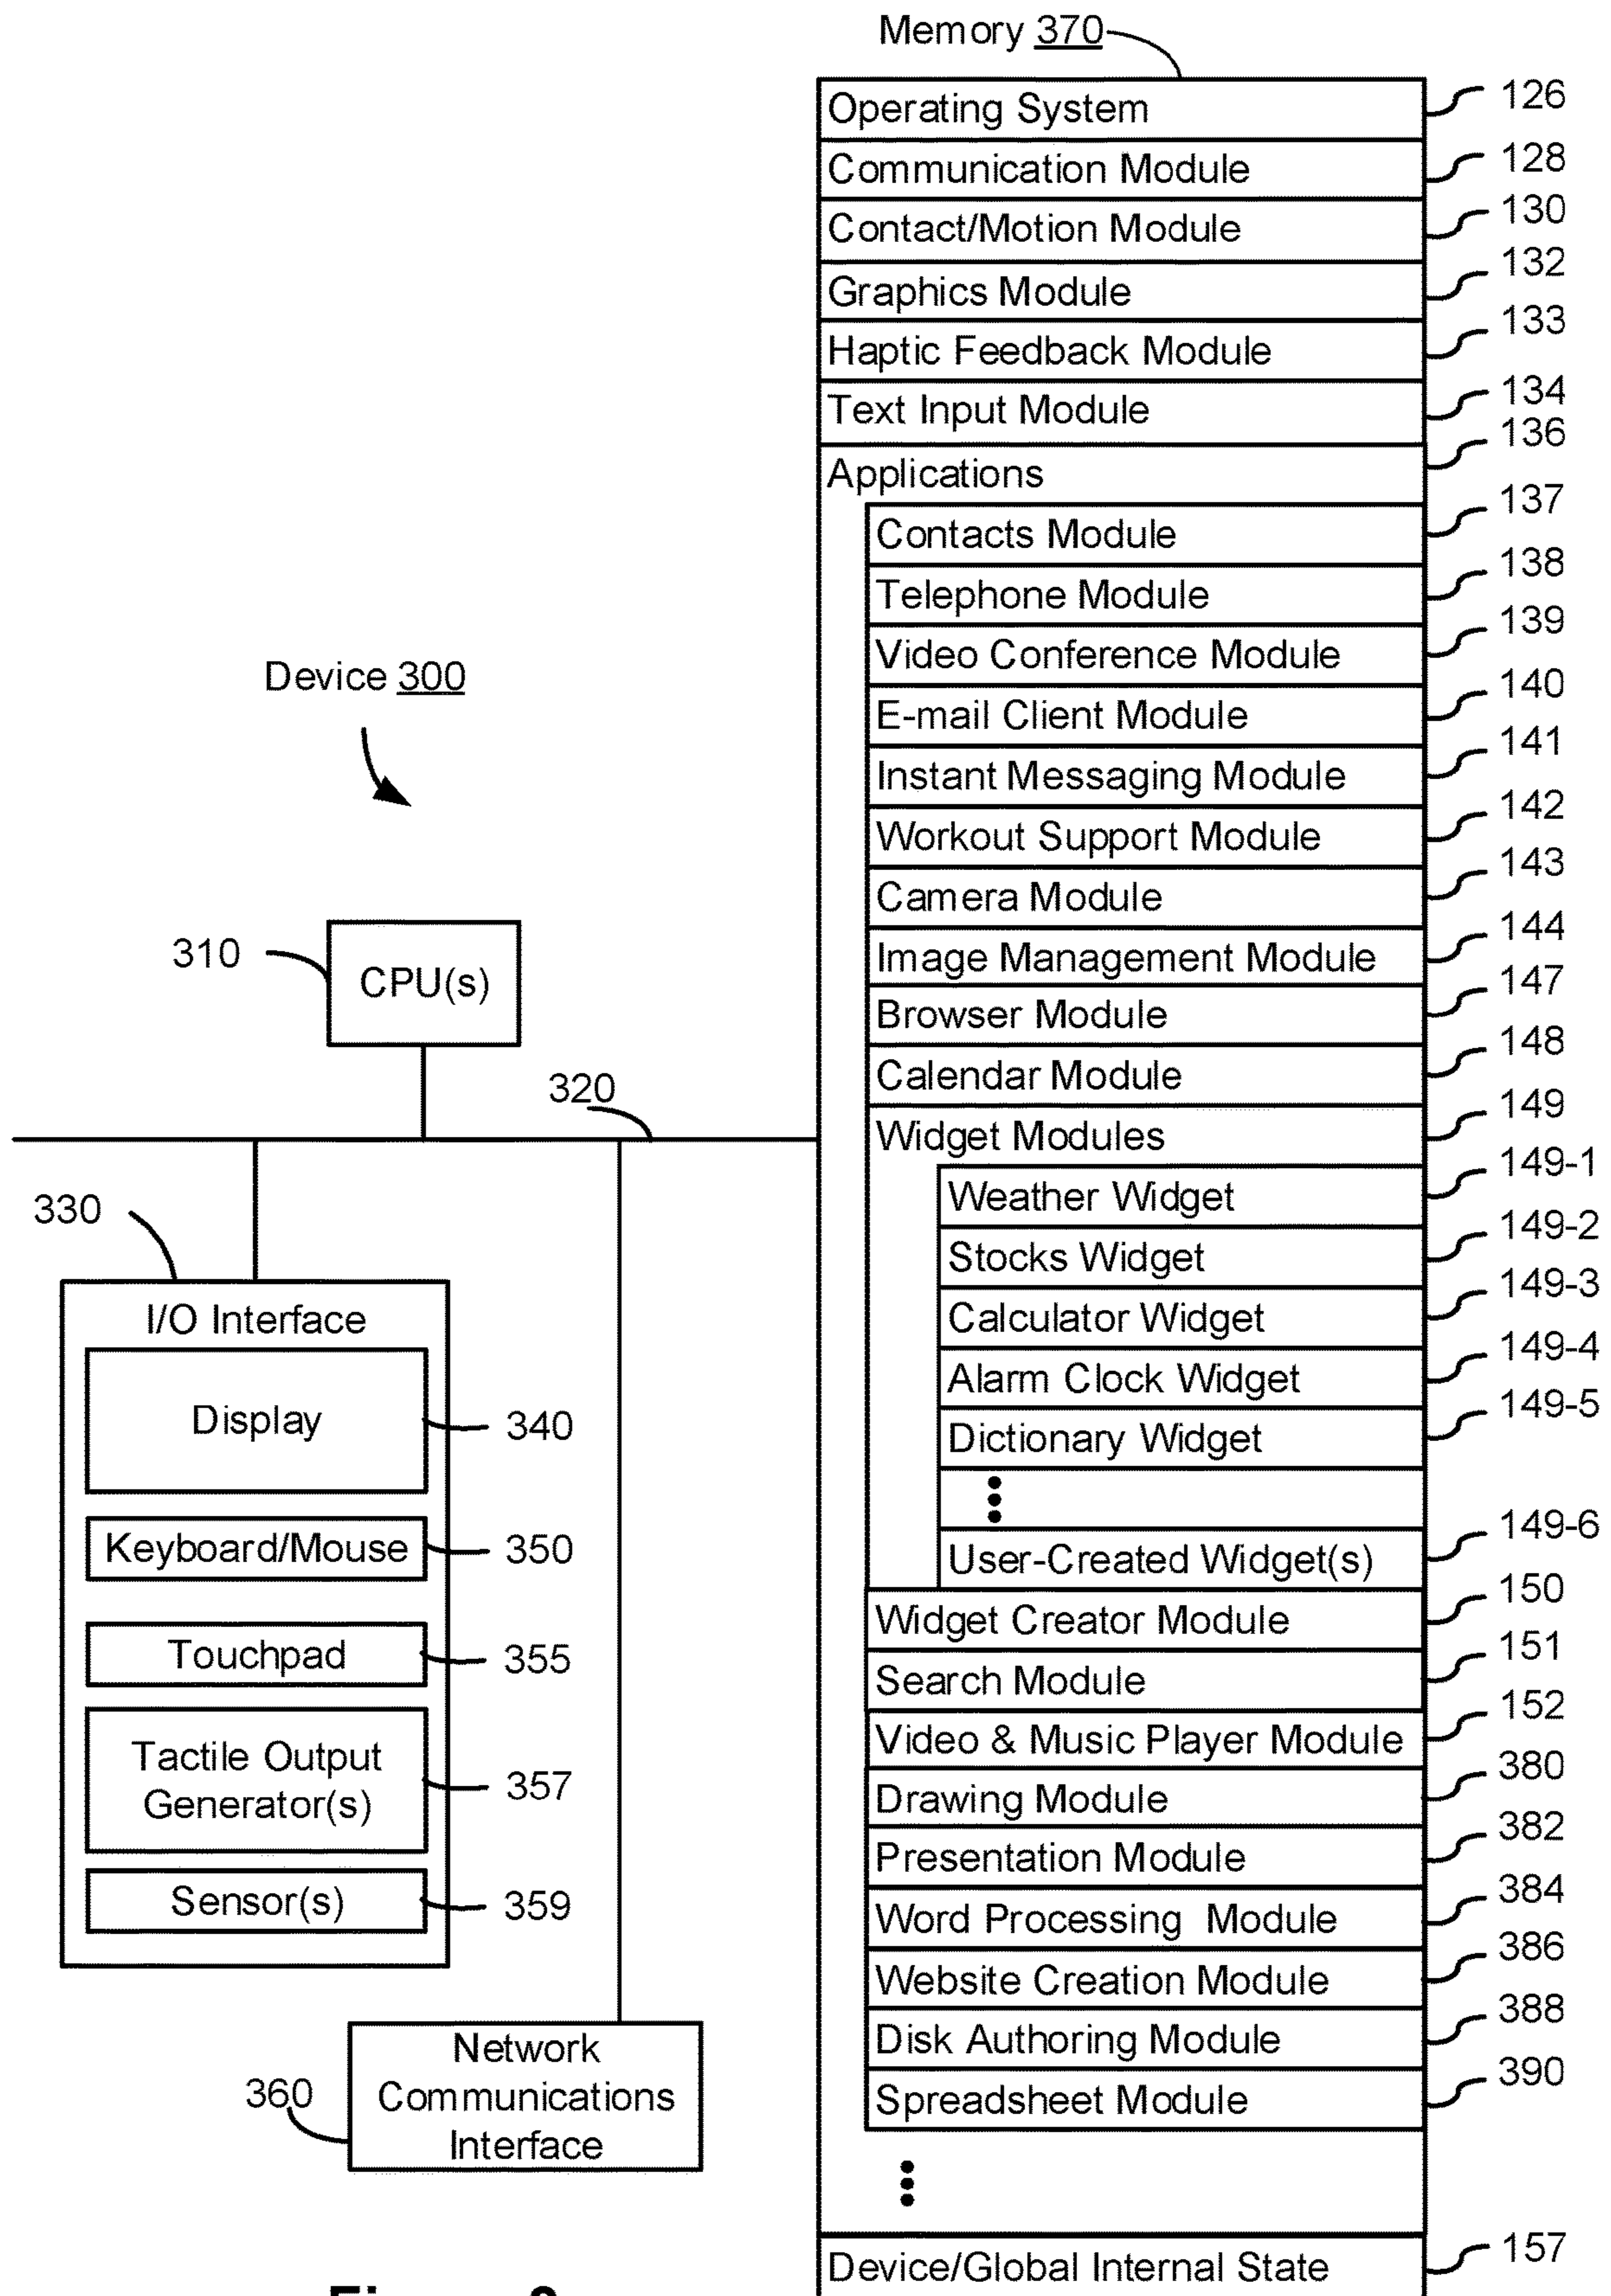 Memory 370
Operating System
126
Communication Module
128
Contact/Motion Module
130
Graphics Module
132
Haptic Feedback Module
133
Text Input Module
134
Applications
136
Contacts Module
137
Telephone Module
138
Video Conference Module
139
E-mail Client Module
140
Instant Messaging Module
141
Workout Support Module
142
Camera Module
143
Image Management Module
144
Browser Module
147
Calendar Module
148
Widget Modules
149
Weather Widget
149-1
Stocks Widget
149-2
Calculator Widget
149-3
Alarm Clock Widget
149-4
Dictionary Widget
149-5
User-Created Widget(s)
149-6
Widget Creator Module
150
Search Module
151
Video & Music Player Module
152
Drawing Module
380
Presentation Module
382
Word Processing Module
384
Website Creation Module
386
Disk Authoring Module
388
Spreadsheet Module
390
Device/Global Internal State
157
Device 300
310
CPU(s)
320
330
I/O Interface
Display
340
Keyboard/Mouse
350
Touchpad
355
Tactile Output
Generator(s)
357
Sensor(s)
359
360
Network
Communications
Interface